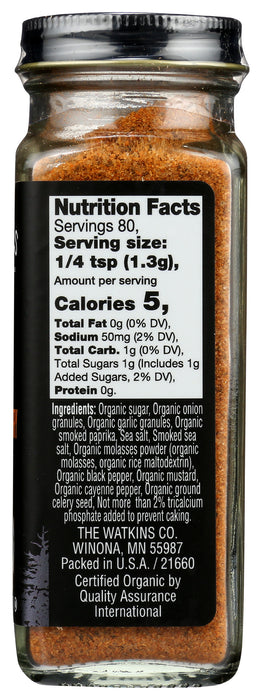 Nutrition Facts
Servings 80,
Serving size:
1/4 tsp (1.3g),
Amount per serving
Calories 5,
Total Fat 0g (0% DV),
Sodium 50mg (2% DV),
Total Carb. 1g (0% DV),
Total Sugars 1g (Includes 1g
Added Sugars, 2% DV),
Protein 0g.
Ingredients: Organic sugar, Organic onion
granules, Organic garlic granules, Organic
smoked paprika, Sea salt, Smoked sea
salt, Organic molasses powder (organic
molasses, organic rice maltodextrin),
Organic black pepper, Organic mustard,
Organic cayenne pepper, Organic ground
celery seed, Not more than 2% tricalcium
phosphate added to prevent caking.
THE WATKINS CO.
WINONA, MN 55987
Packed in U.S.A. / 21660
Certified Organic by
Quality Assurance
International